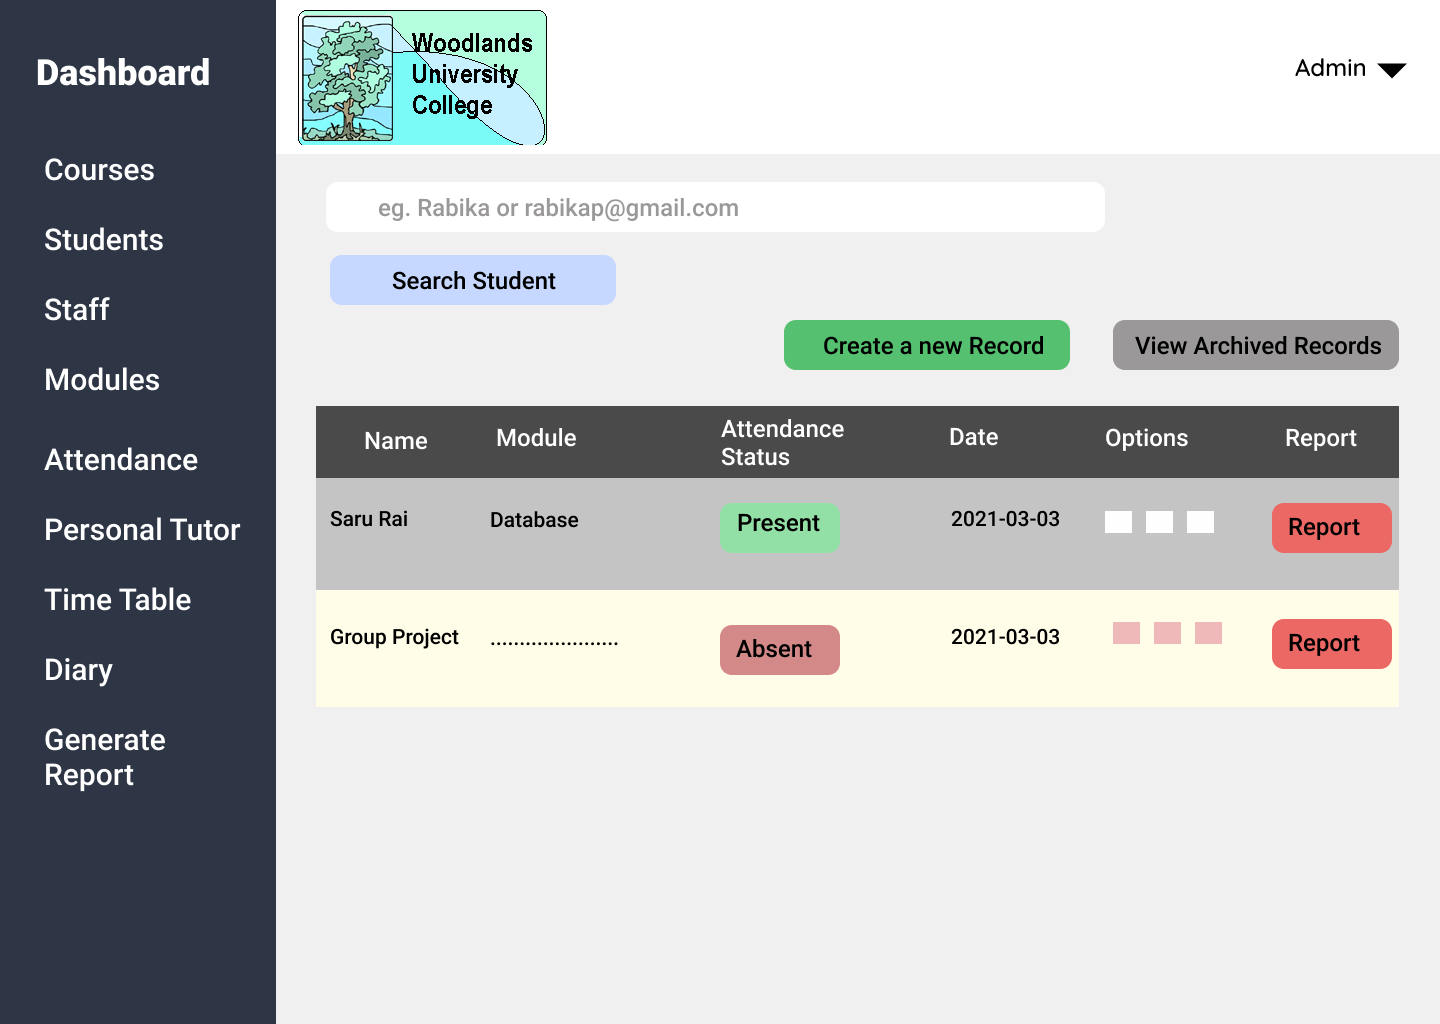 Dashboard
Courses
Students
Staff
Modules
Attendance
Personal Tutor
Time Table
Diary
Generate
Report
Woodlands
University
College
Admin
eg. Rabika or rabikap@gmail.com
Search Student
Create a new Record
View Archived Records
Name Module Attendance Status Date Options Report
Saru Rai Database Present 2021-03-03 Report
Group Project ...................... Absent 2021-03-03 Report